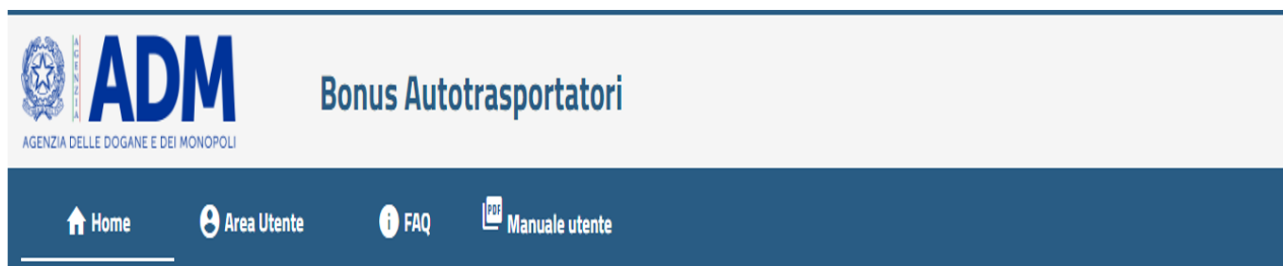 AGENZIA
ADM
AGENZIA DELLE DOGANE E DEI MONOPOLI
Bonus Autotrasportatori
Home
Area Utente
FAQ
PDF
Manuale utente